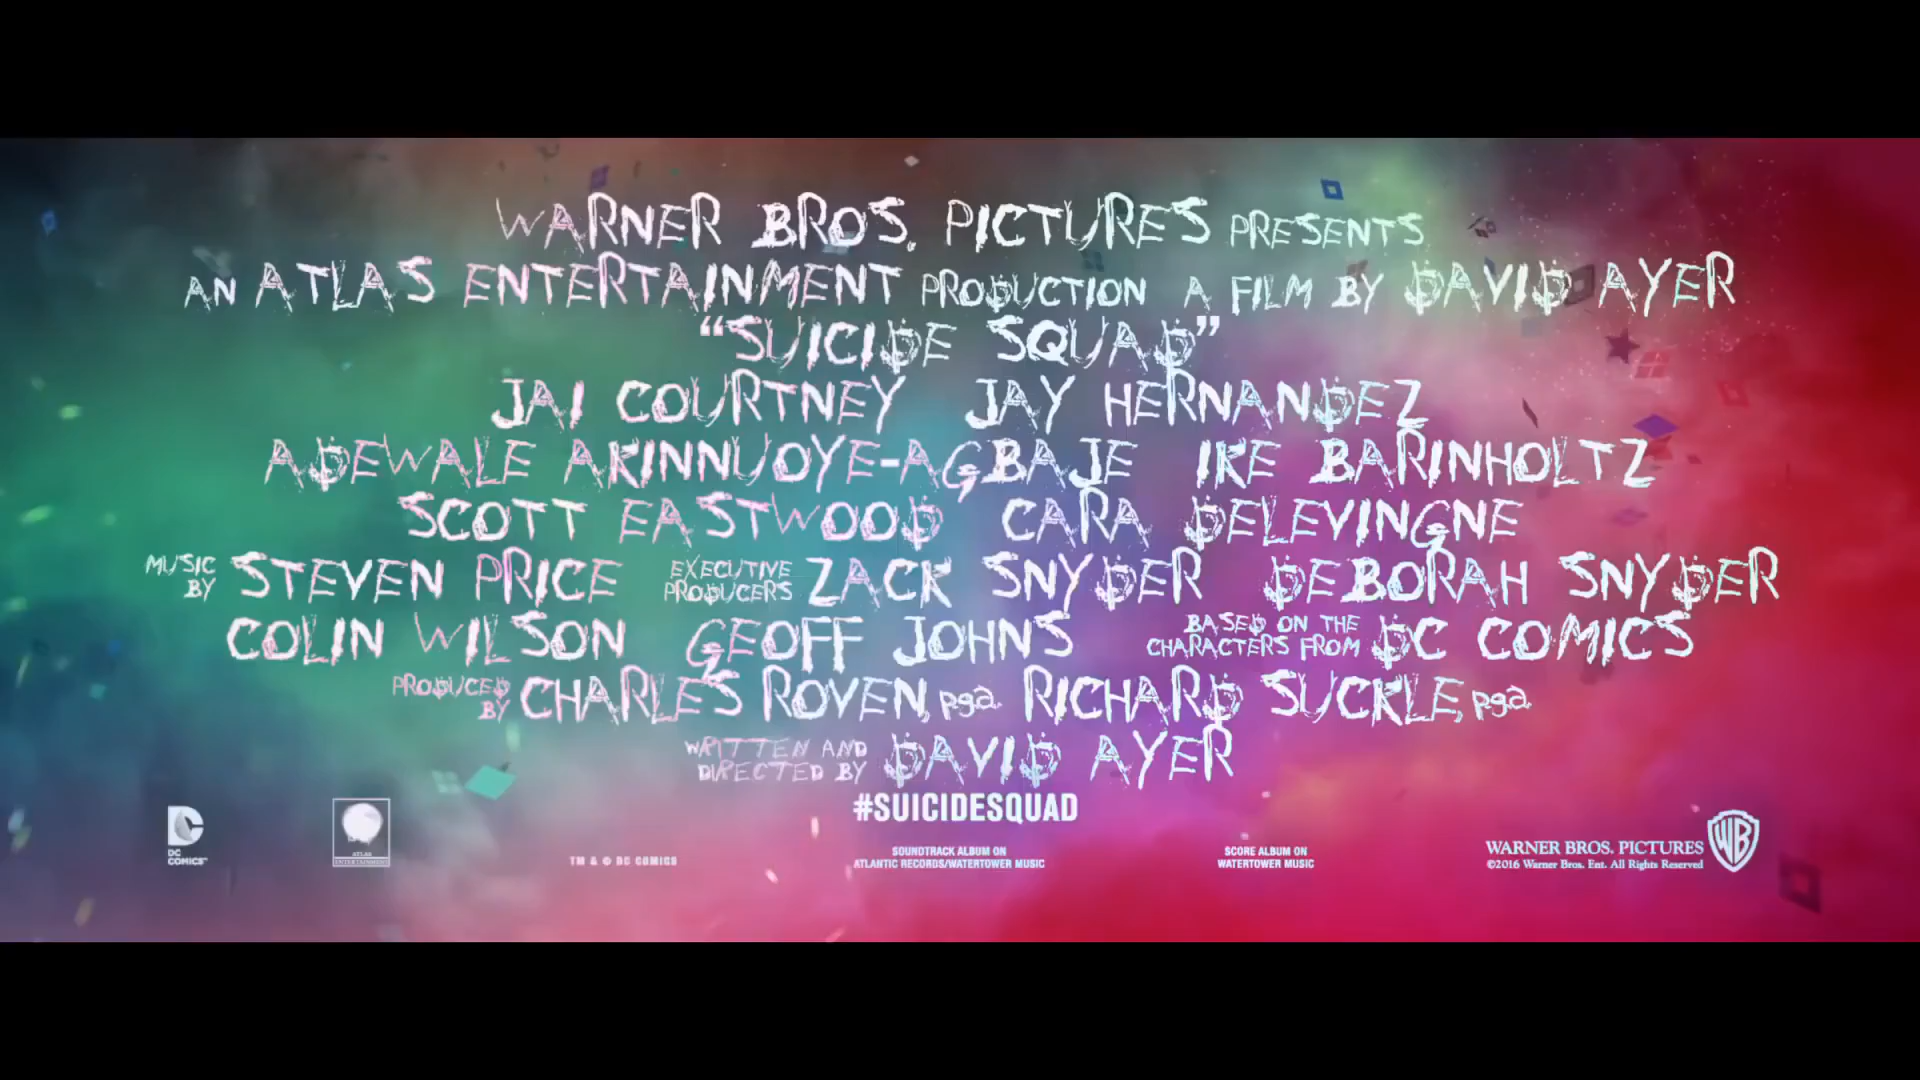 WARNER BROS. PICTURES PRESENTS
AN ATLAS ENTERTAINMENT PRODUCTION A FILM BY DAVID AYER
“SUICIDE SQUAD”
JAI COURTNEY JAY HERNANDEZ
ADEWALE AKINNUOYE-AGBAJE IKE BARINHOLTZ
SCOTT EASTWOOD CARA DELEVINGNE
MUSIC BY STEVEN PRICE EXECUTIVE PRODUCERS ZACK SNYDER DEBORAH SNYDER
COLIN WILSON GEOFF JOHNS BASED ON THE CHARACTERS FROM DC COMICS
PRODUCED BY CHARLES ROVEN, p.g.a. RICHARD SUCKLE, p.g.a.
WRITTEN AND DIRECTED BY DAVID AYER
#SUICIDESQUAD
DC COMICS™
ATLAS ENTERTAINMENT
TM & © DC COMICS
SOUNDTRACK ALBUM ON
ATLANTIC RECORDS/WATERTOWER MUSIC
SCORE ALBUM ON
WATERTOWER MUSIC
WARNER BROS. PICTURES
©2016 Warner Bros. Ent. All Rights Reserved
WB